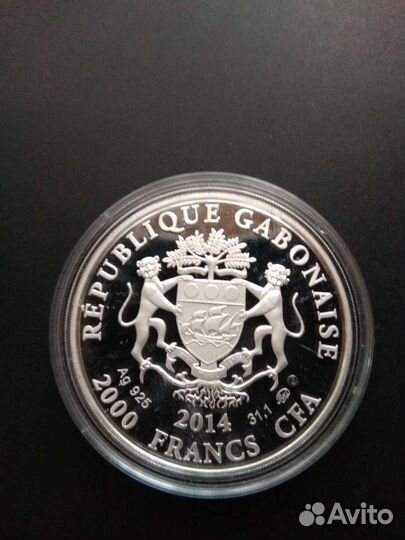 RÉPUBLIQUE GABONAISE
Ag 925
2014
31,1
2000 FRANCS CFA
Avito